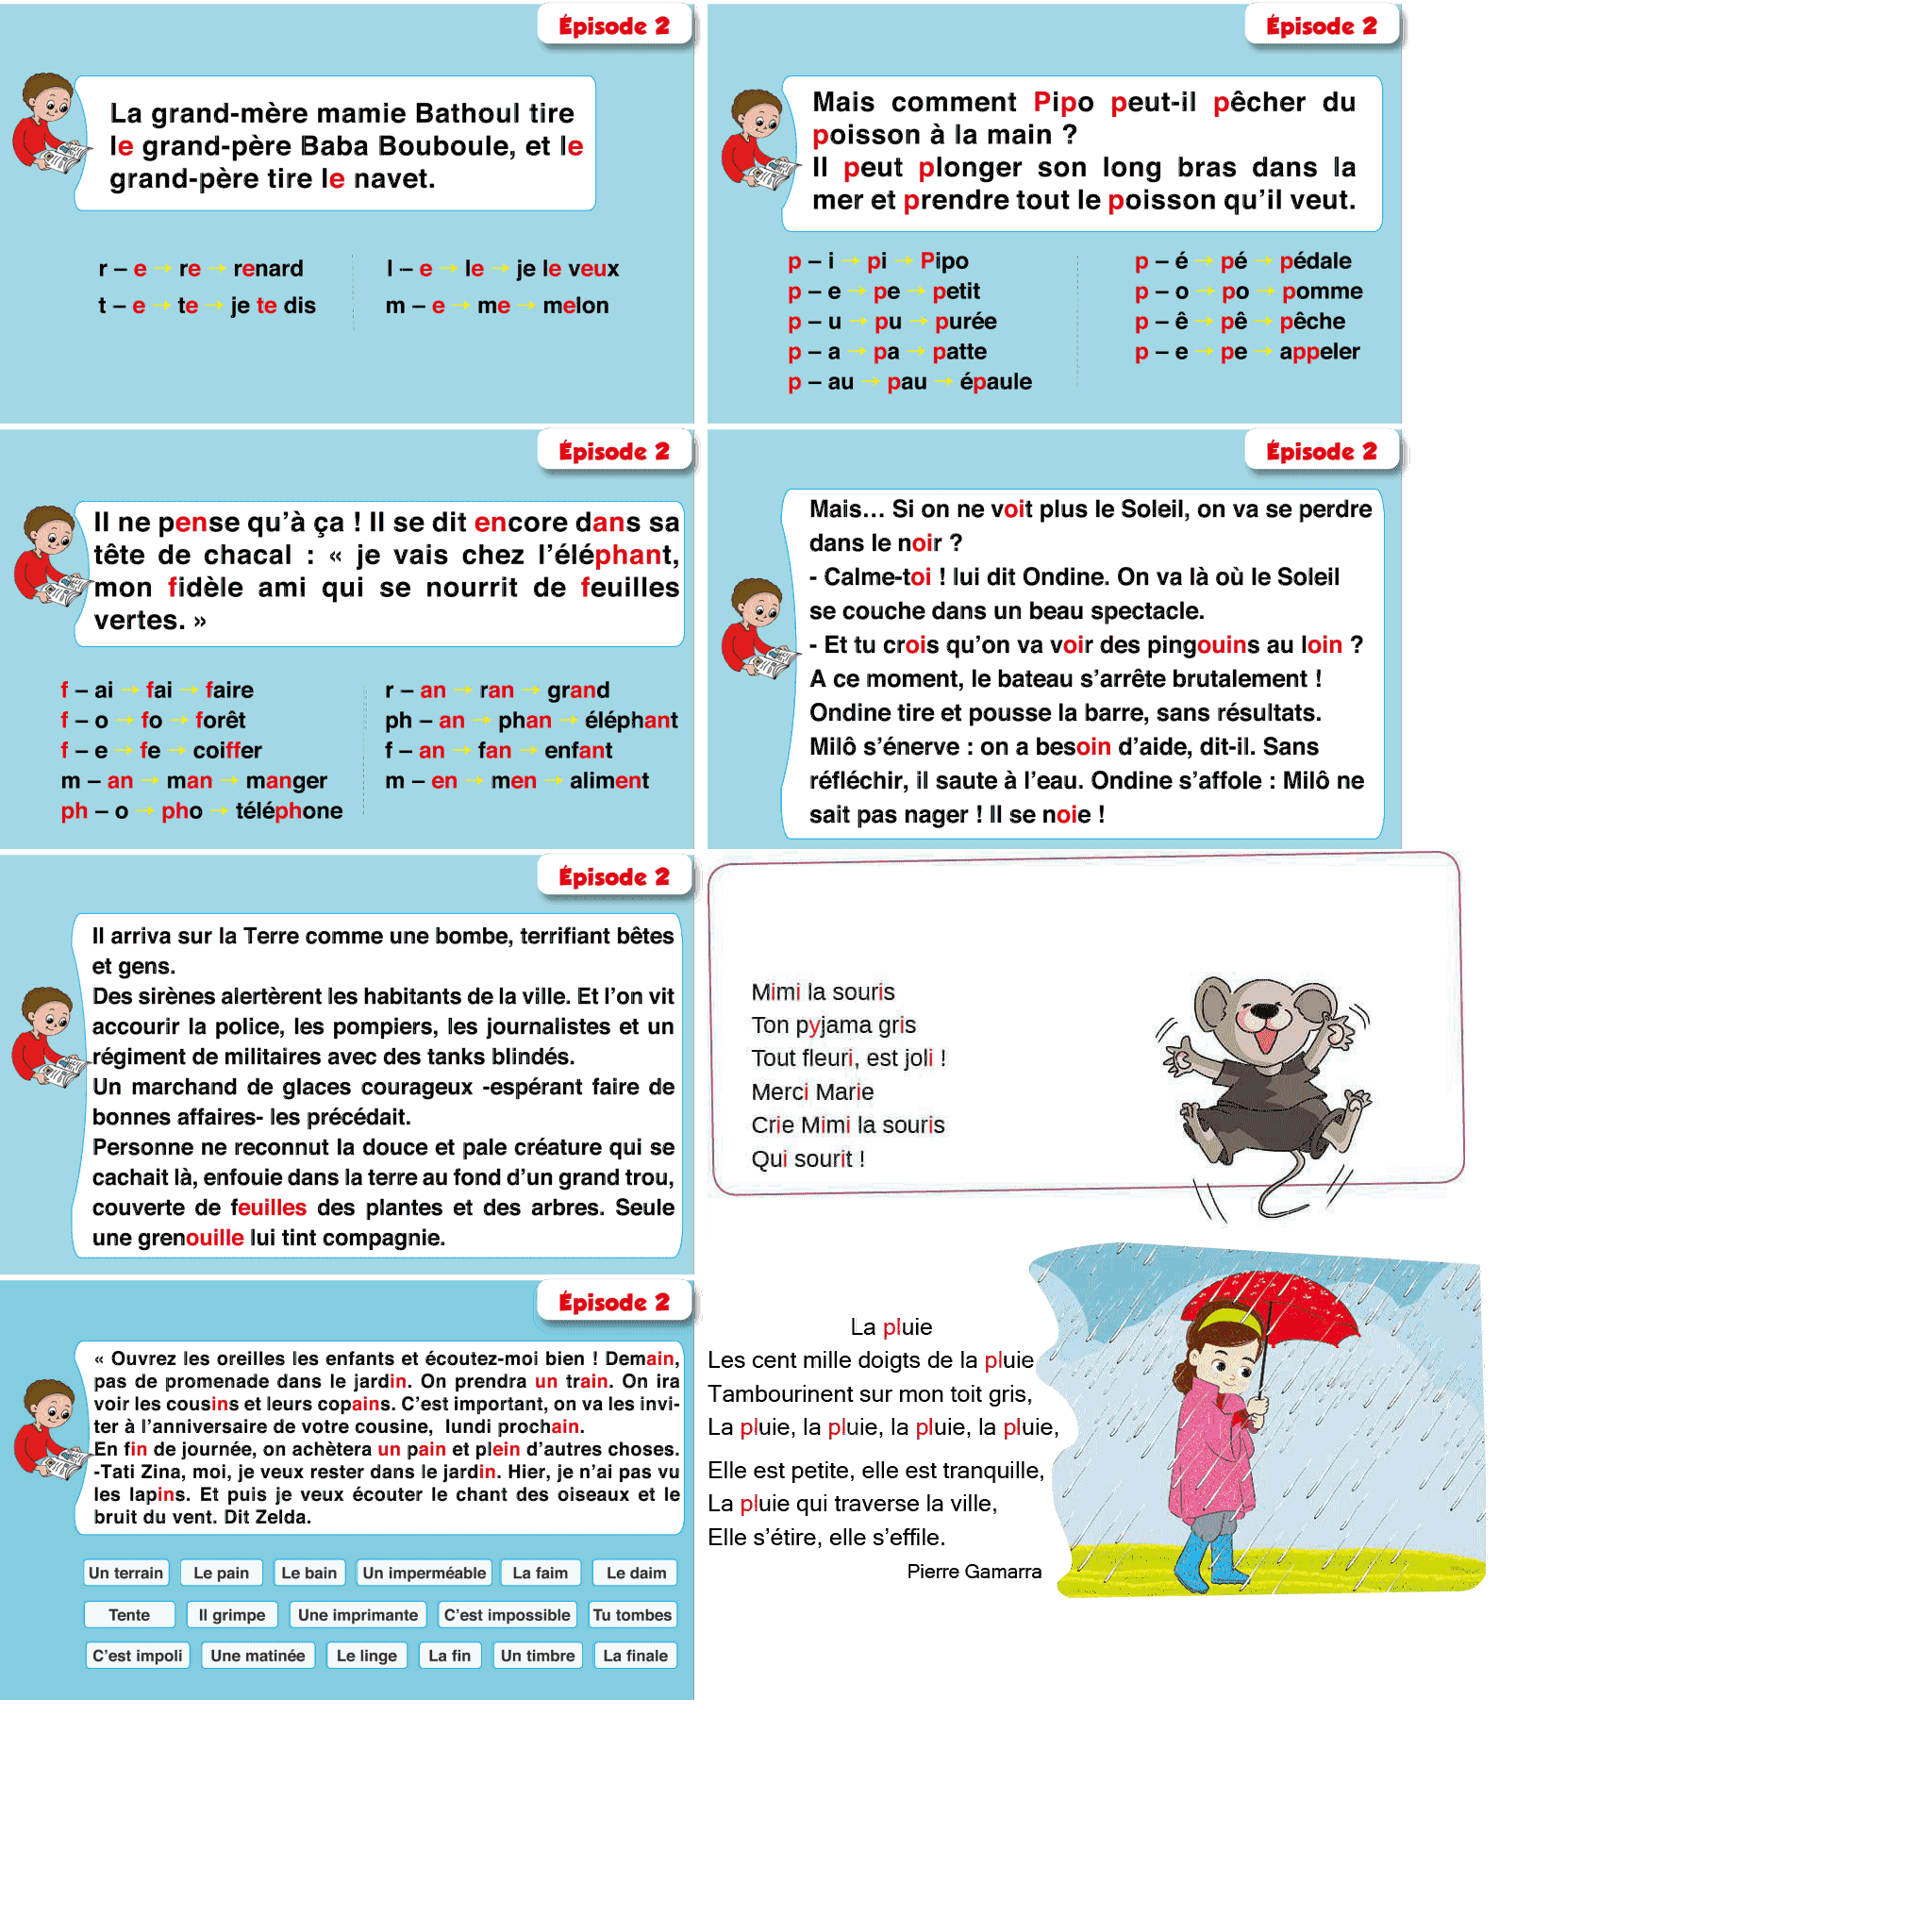 Épisode 2
La grand-mère mamie Bathoul tire
le grand-père Baba Bouboule, et le
grand-père tire le navet.
r – e → re → renard
t – e → te → je te dis
l – e → le → je le veux
m – e → me → melon
Épisode 2
Mais comment Pipo peut-il pêcher du
poisson à la main ?
Il peut plonger son long bras dans la
mer et prendre tout le poisson qu’il veut.
p – i → pi → Pipo
p – e → pe → petit
p – u → pu → purée
p – a → pa → patte
p – au → pau → épaule
p – é → pé → pédale
p – o → po → pomme
p – ê → pê → pêche
p – e → pe → appeler
Épisode 2
Il ne pense qu’à ça ! Il se dit encore dans sa
tête de chacal : « je vais chez l’éléphant,
mon fidèle ami qui se nourrit de feuilles
vertes. »
f – ai → fai → faire
f – o → fo → forêt
f – e → fe → coiffer
m – an → man → manger
ph – o → pho → téléphone
r – an → ran → grand
ph – an → phan → éléphant
f – an → fan → enfant
m – en → men → aliment
Épisode 2
Mais… Si on ne voit plus le Soleil, on va se perdre
dans le noir ?
- Calme-toi ! lui dit Ondine. On va là où le Soleil
se couche dans un beau spectacle.
- Et tu crois qu’on va voir des pingouins au loin ?
A ce moment, le bateau s’arrête brutalement !
Ondine tire et pousse la barre, sans résultats.
Milô s’énerve : on a besoin d’aide, dit-il. Sans
réfléchir, il saute à l’eau. Ondine s’affole : Milô ne
sait pas nager ! Il se noie !
Épisode 2
Il arriva sur la Terre comme une bombe, terrifiant bêtes
et gens.
Des sirènes alertèrent les habitants de la ville. Et l’on vit
accourir la police, les pompiers, les journalistes et un
régiment de militaires avec des tanks blindés.
Un marchand de glaces courageux -espérant faire de
bonnes affaires- les précédait.
Personne ne reconnut la douce et pale créature qui se
cachait là, enfouie dans la terre au fond d’un grand trou,
couverte de feuilles des plantes et des arbres. Seule
une grenouille lui tint compagnie.
Mimi la souris
Ton pyjama gris
Tout fleuri, est joli !
Merci Marie
Crie Mimi la souris
Qui sourit !
Épisode 2
« Ouvrez les oreilles les enfants et écoutez-moi bien ! Demain,
pas de promenade dans le jardin. On prendra un train. On ira
voir les cousins et leurs copains. C’est important, on va les invi-
ter à l’anniversaire de votre cousine, lundi prochain.
En fin de journée, on achètera un pain et plein d’autres choses.
-Tati Zina, moi, je veux rester dans le jardin. Hier, je n’ai pas vu
les lapins. Et puis je veux écouter le chant des oiseaux et le
bruit du vent. Dit Zelda.
Un terrain Le pain Le bain Un imperméable La faim Le daim
Tente Il grimpe Une imprimante C’est impossible Tu tombes
C’est impoli Une matinée Le linge La fin Un timbre La finale
La pluie
Les cent mille doigts de la pluie
Tambourinent sur mon toit gris,
La pluie, la pluie, la pluie, la pluie,
Elle est petite, elle est tranquille,
La pluie qui traverse la ville,
Elle s’étire, elle s’effile.
Pierre Gamarra